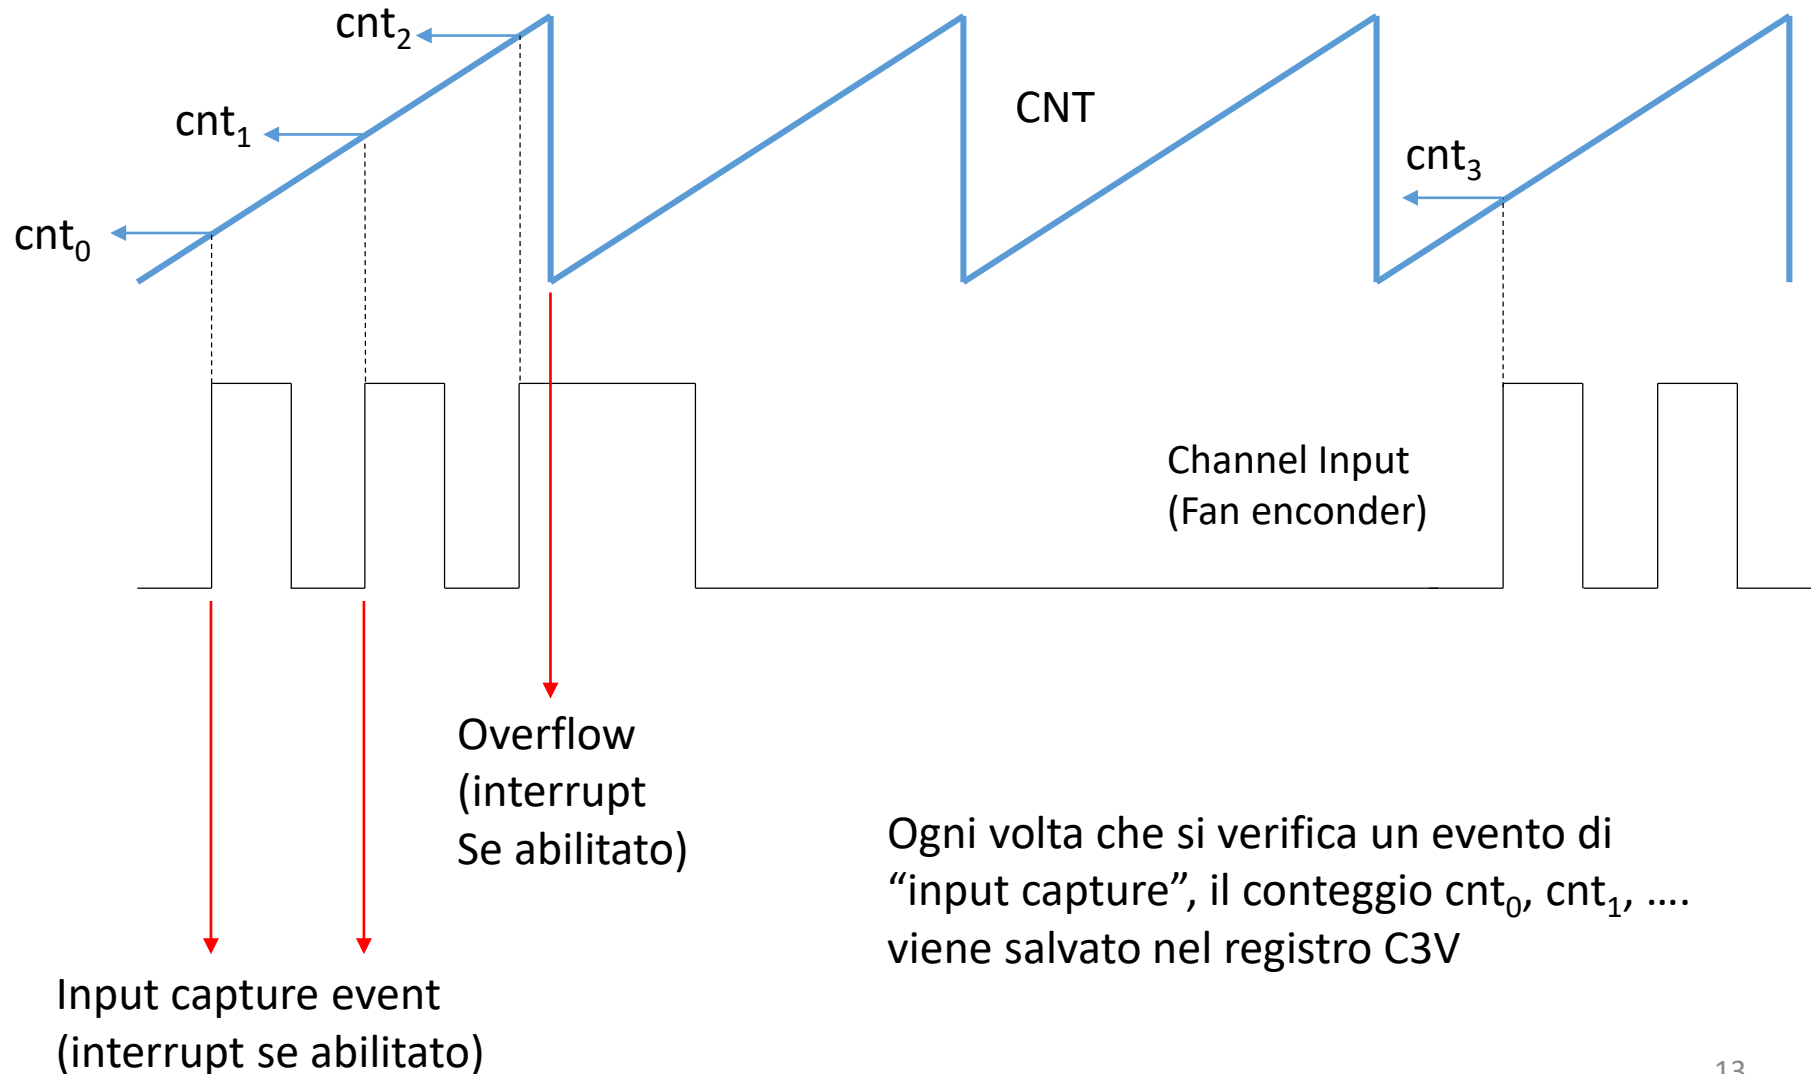 cnt2
cnt1
cnt0
CNT
cnt3
Channel Input
(Fan enconder)
Overflow
(interrupt
Se abilitato)
Ogni volta che si verifica un evento di
“input capture”, il conteggio cnt0, cnt1, ….
viene salvato nel registro C3V
Input capture event
(interrupt se abilitato)
13